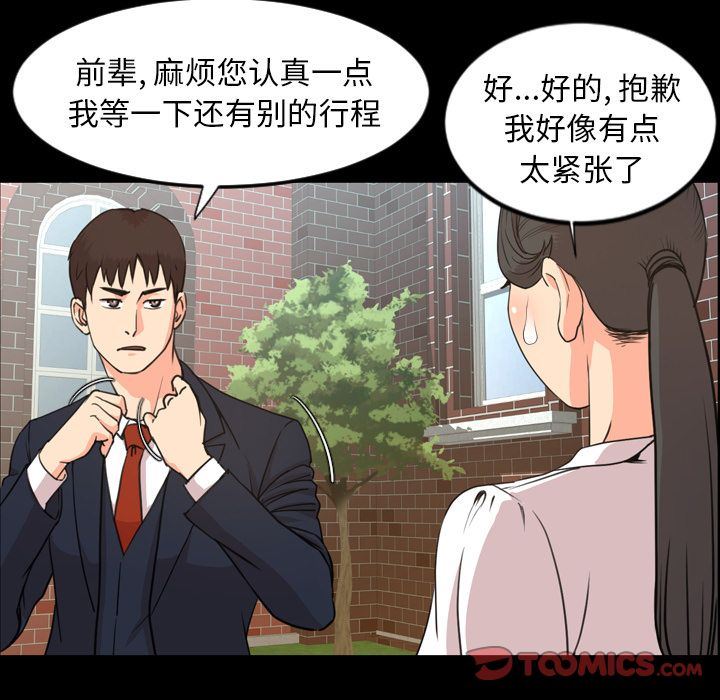 前辈, 麻烦您认真一点
我等一下还有别的行程
好...好的, 抱歉
我好像有点
太紧张了
TOOMICS.COM